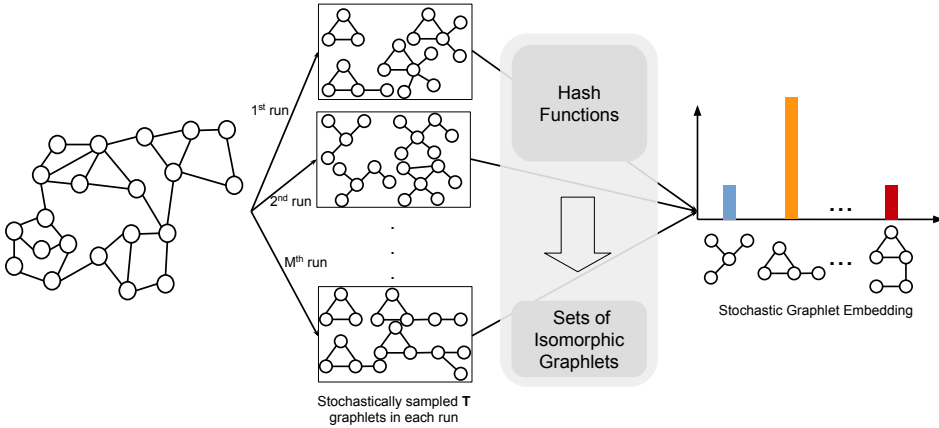 1st run
2nd run
Mth run
Stochastically sampled T
graphlets in each run
Hash
Functions
Sets of
Isomorphic
Graphlets
...
...
Stochastic Graphlet Embedding